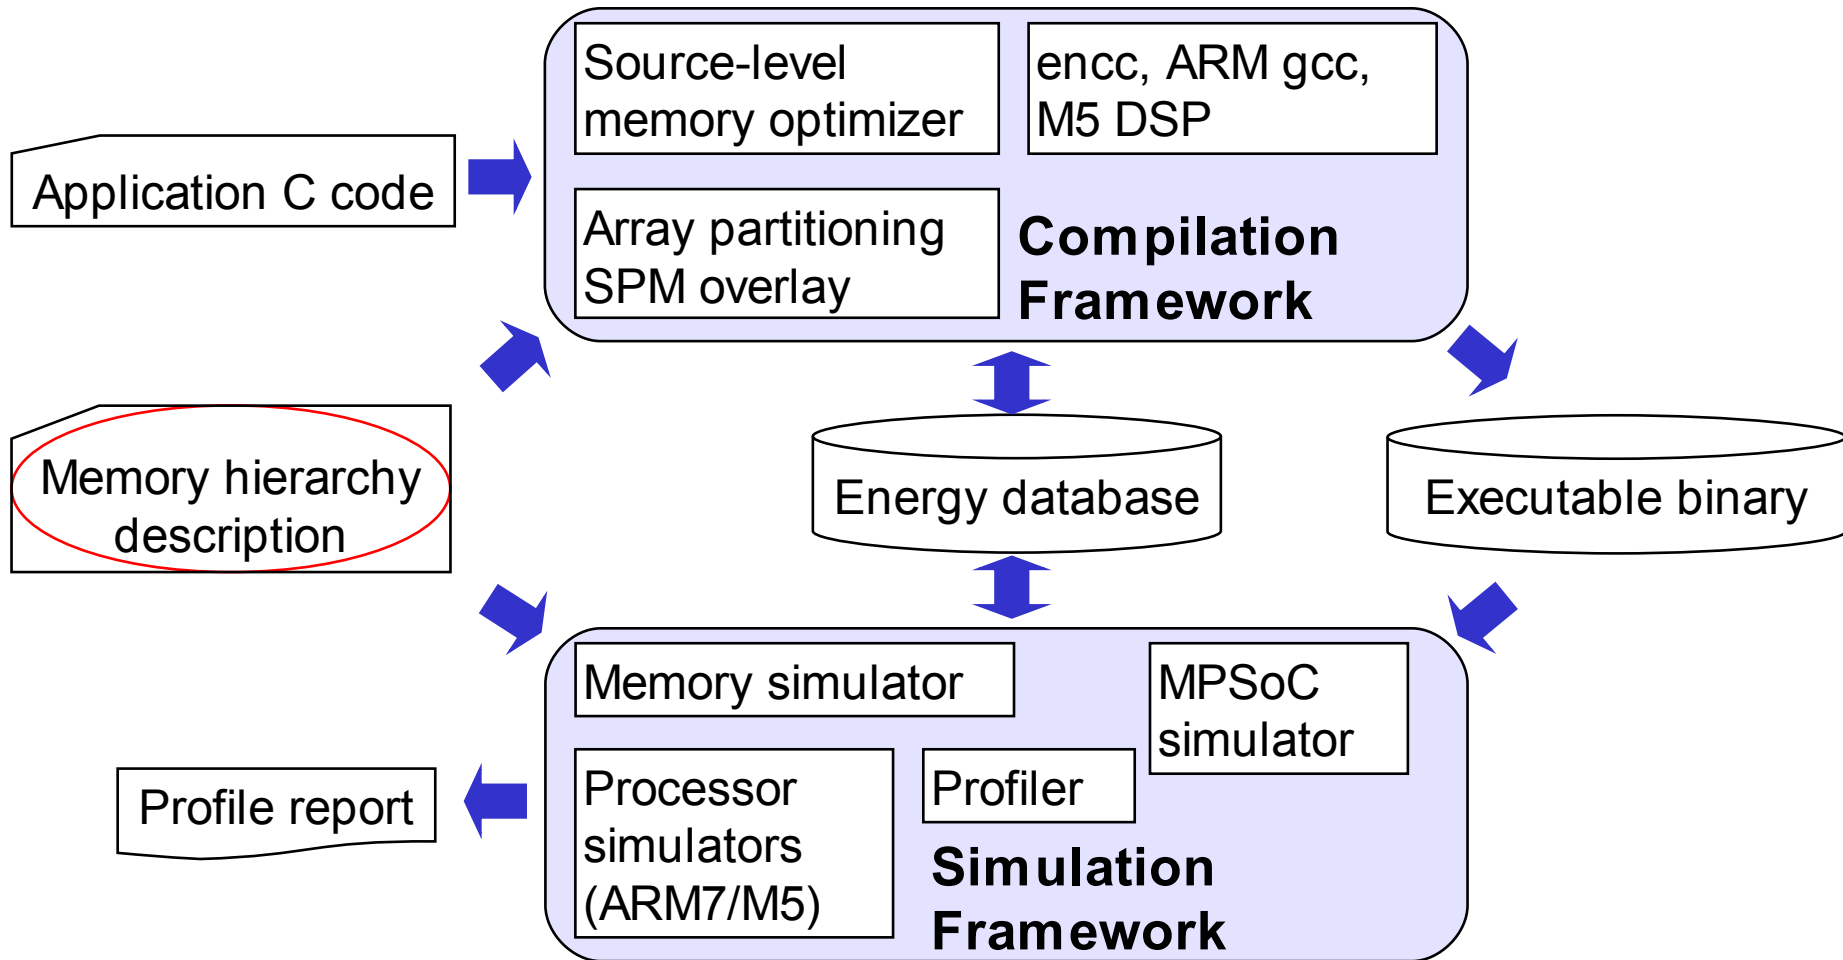 Source-level
memory optimizer
encc, ARM gcc,
M5 DSP
Application C code
Array partitioning
SPM overlay
Compilation
Framework
Memory hierarchy
description
Energy database
Executable binary
Memory simulator
MPSoC
simulator
Profile report
Processor
simulators
(ARM7/M5)
Profiler
Simulation
Framework